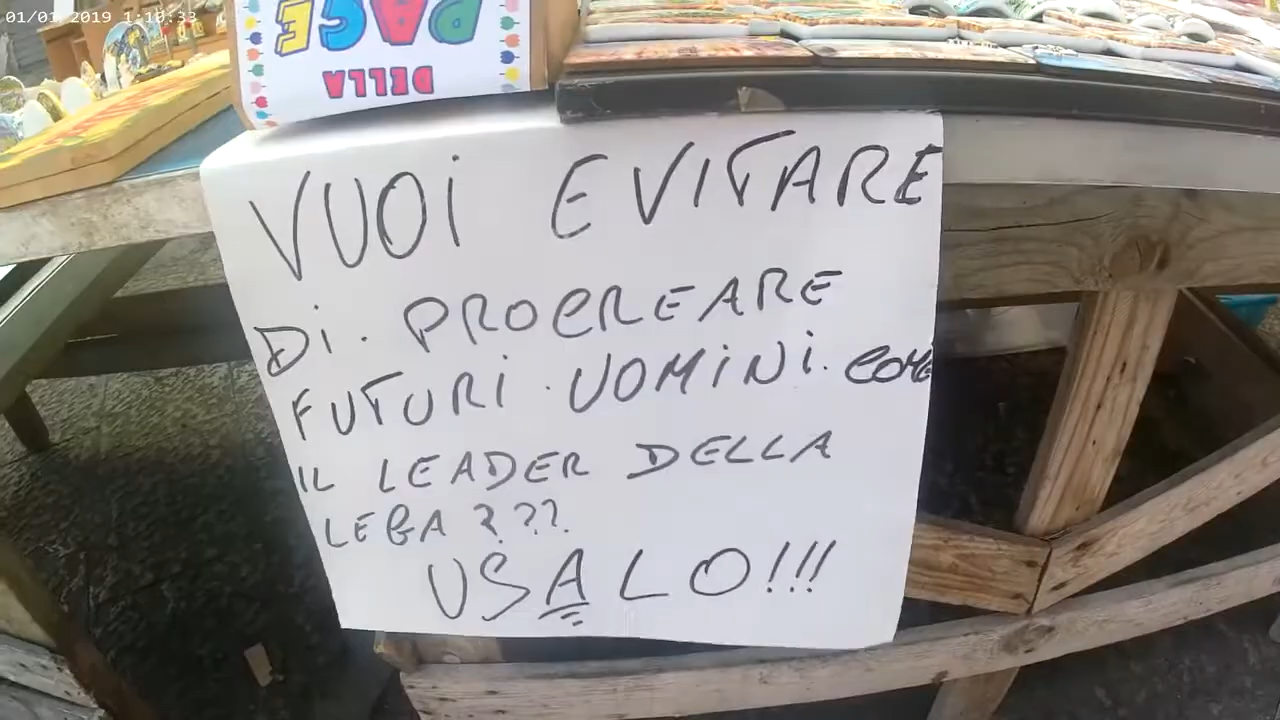 01/01/2019 1:10:33
DELLA
PACE
VUOI EVITARE
Di. PROCREARE
FUTURi. UOMiNi. COME
IL LEADER DELLA
LEGA ???
USALO!!!